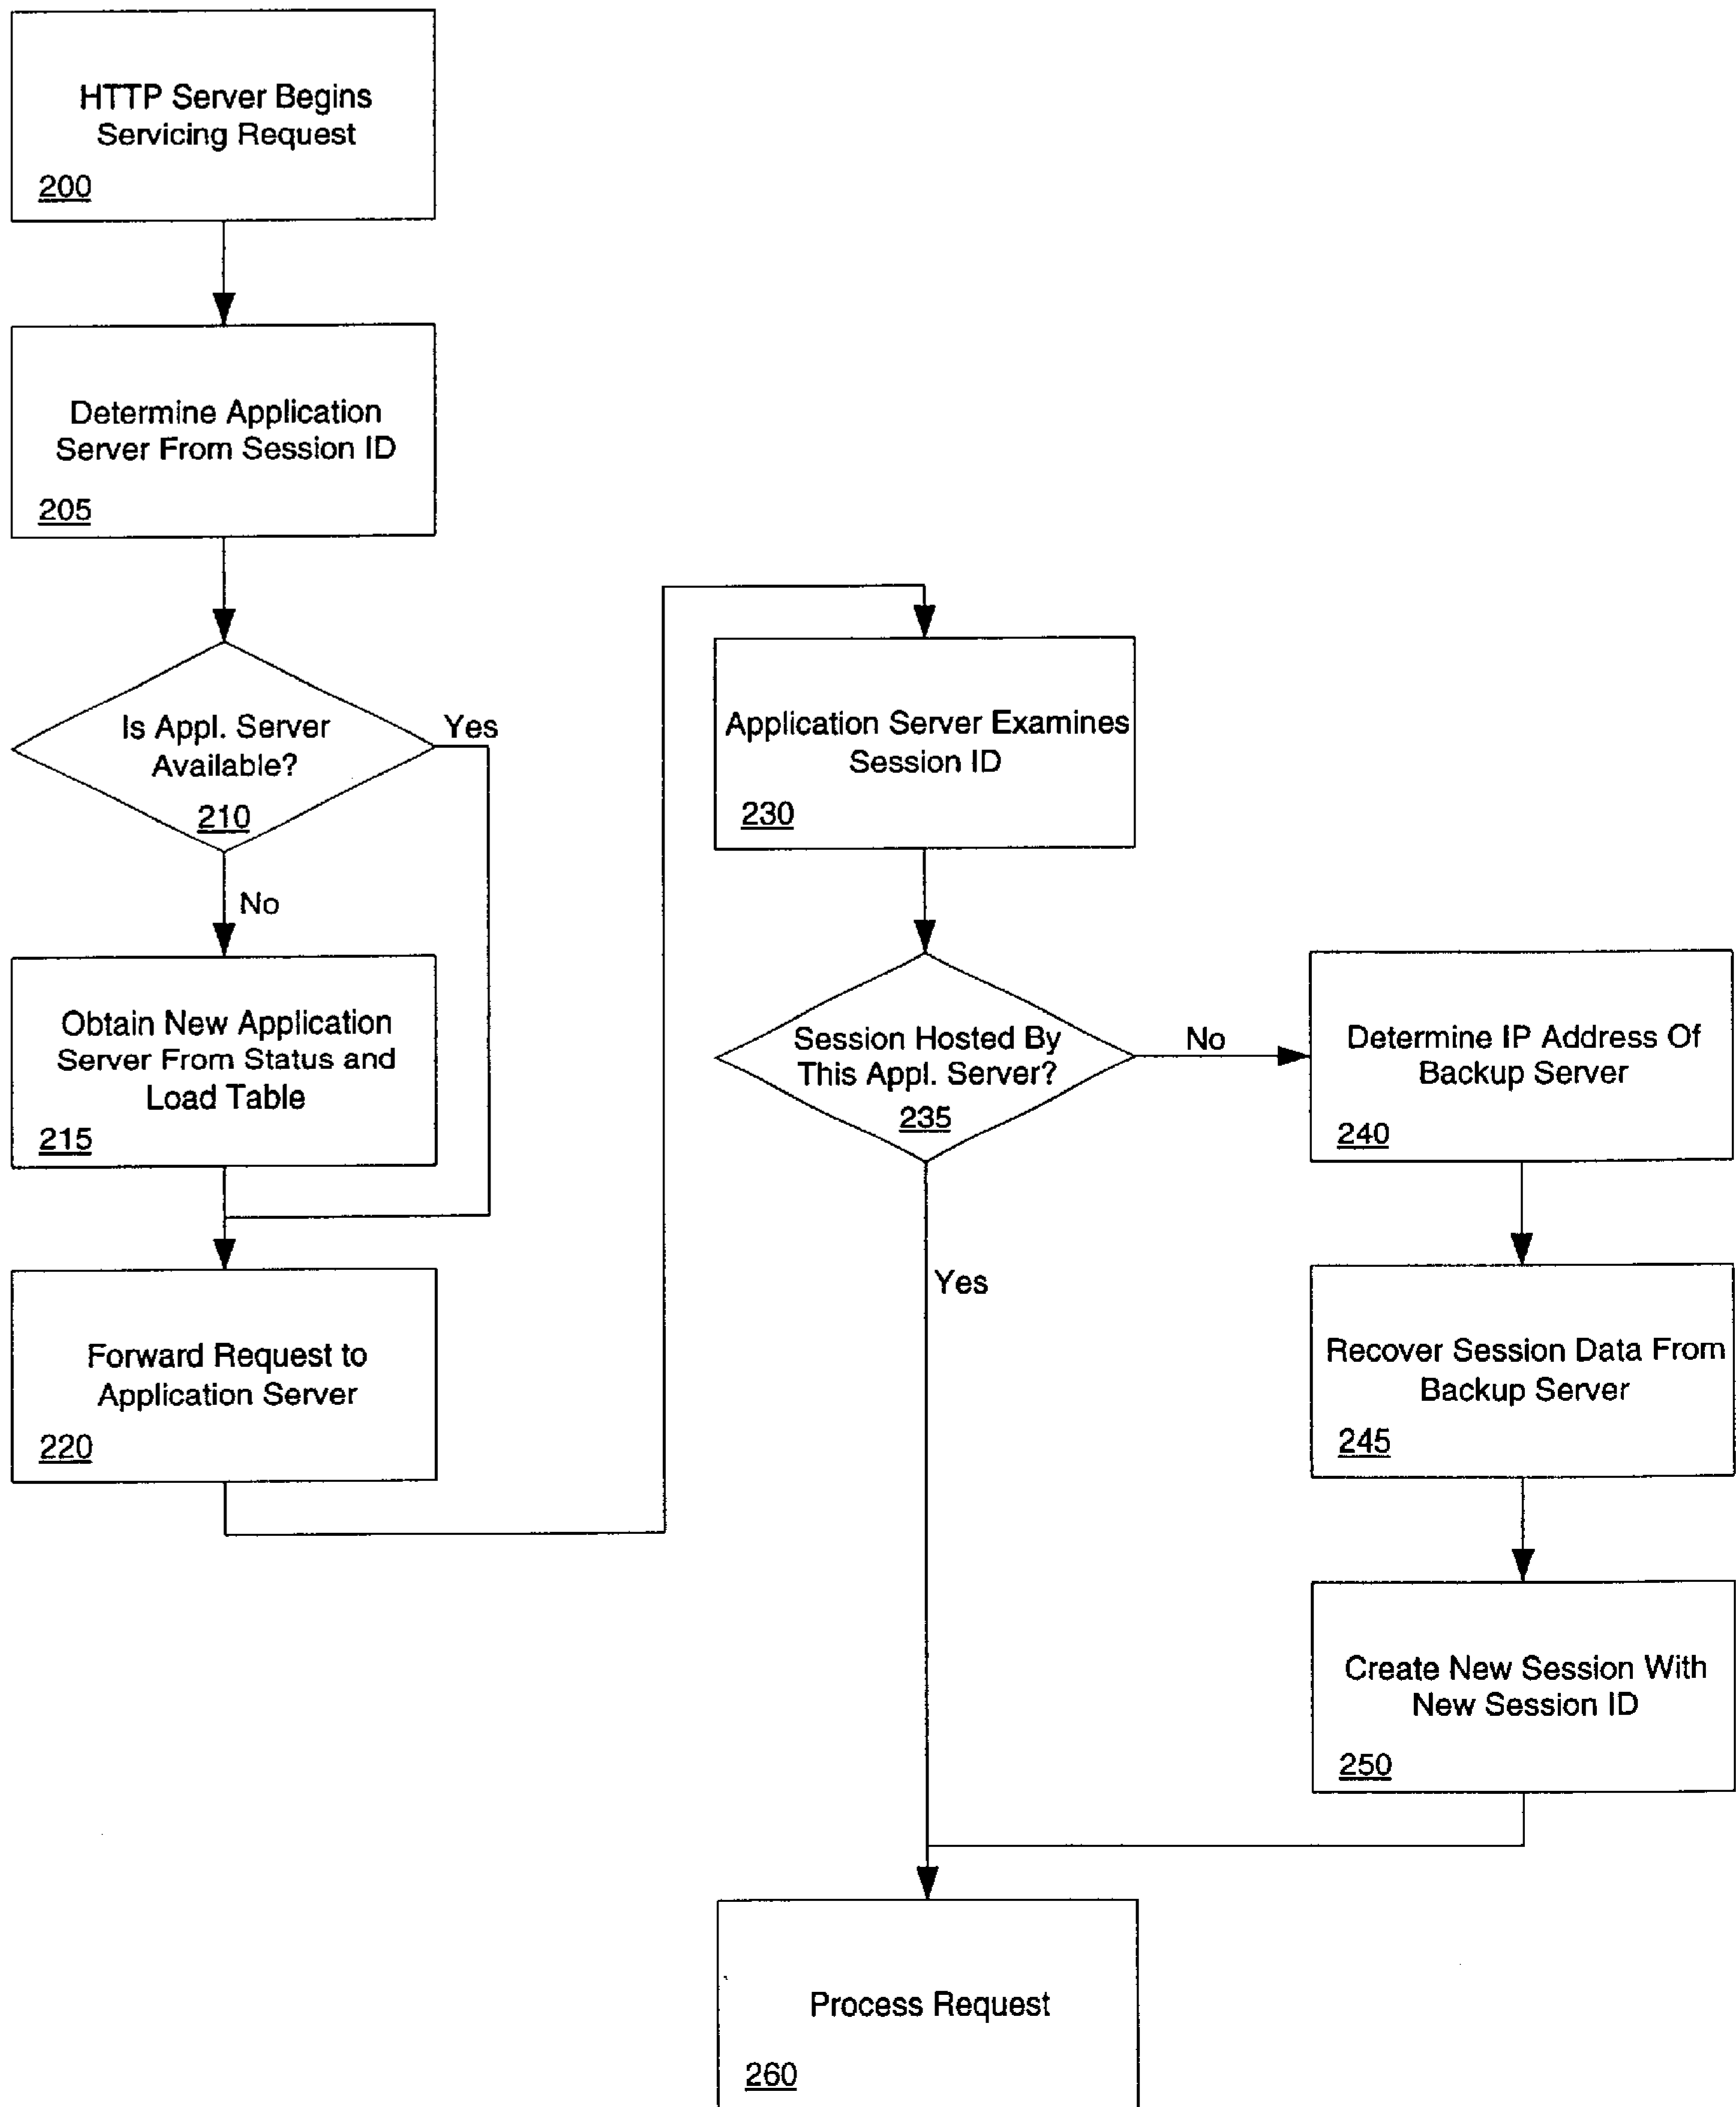 HTTP Server Begins
Servicing Request
200
Determine Application
Server From Session ID
205
Is Appl. Server
Available?
210
Yes
No
Obtain New Application
Server From Status and
Load Table
215
Forward Request to
Application Server
220
Application Server Examines
Session ID
230
Session Hosted By
This Appl. Server?
235
No
Yes
Determine IP Address Of
Backup Server
240
Recover Session Data From
Backup Server
245
Create New Session With
New Session ID
250
Process Request
260